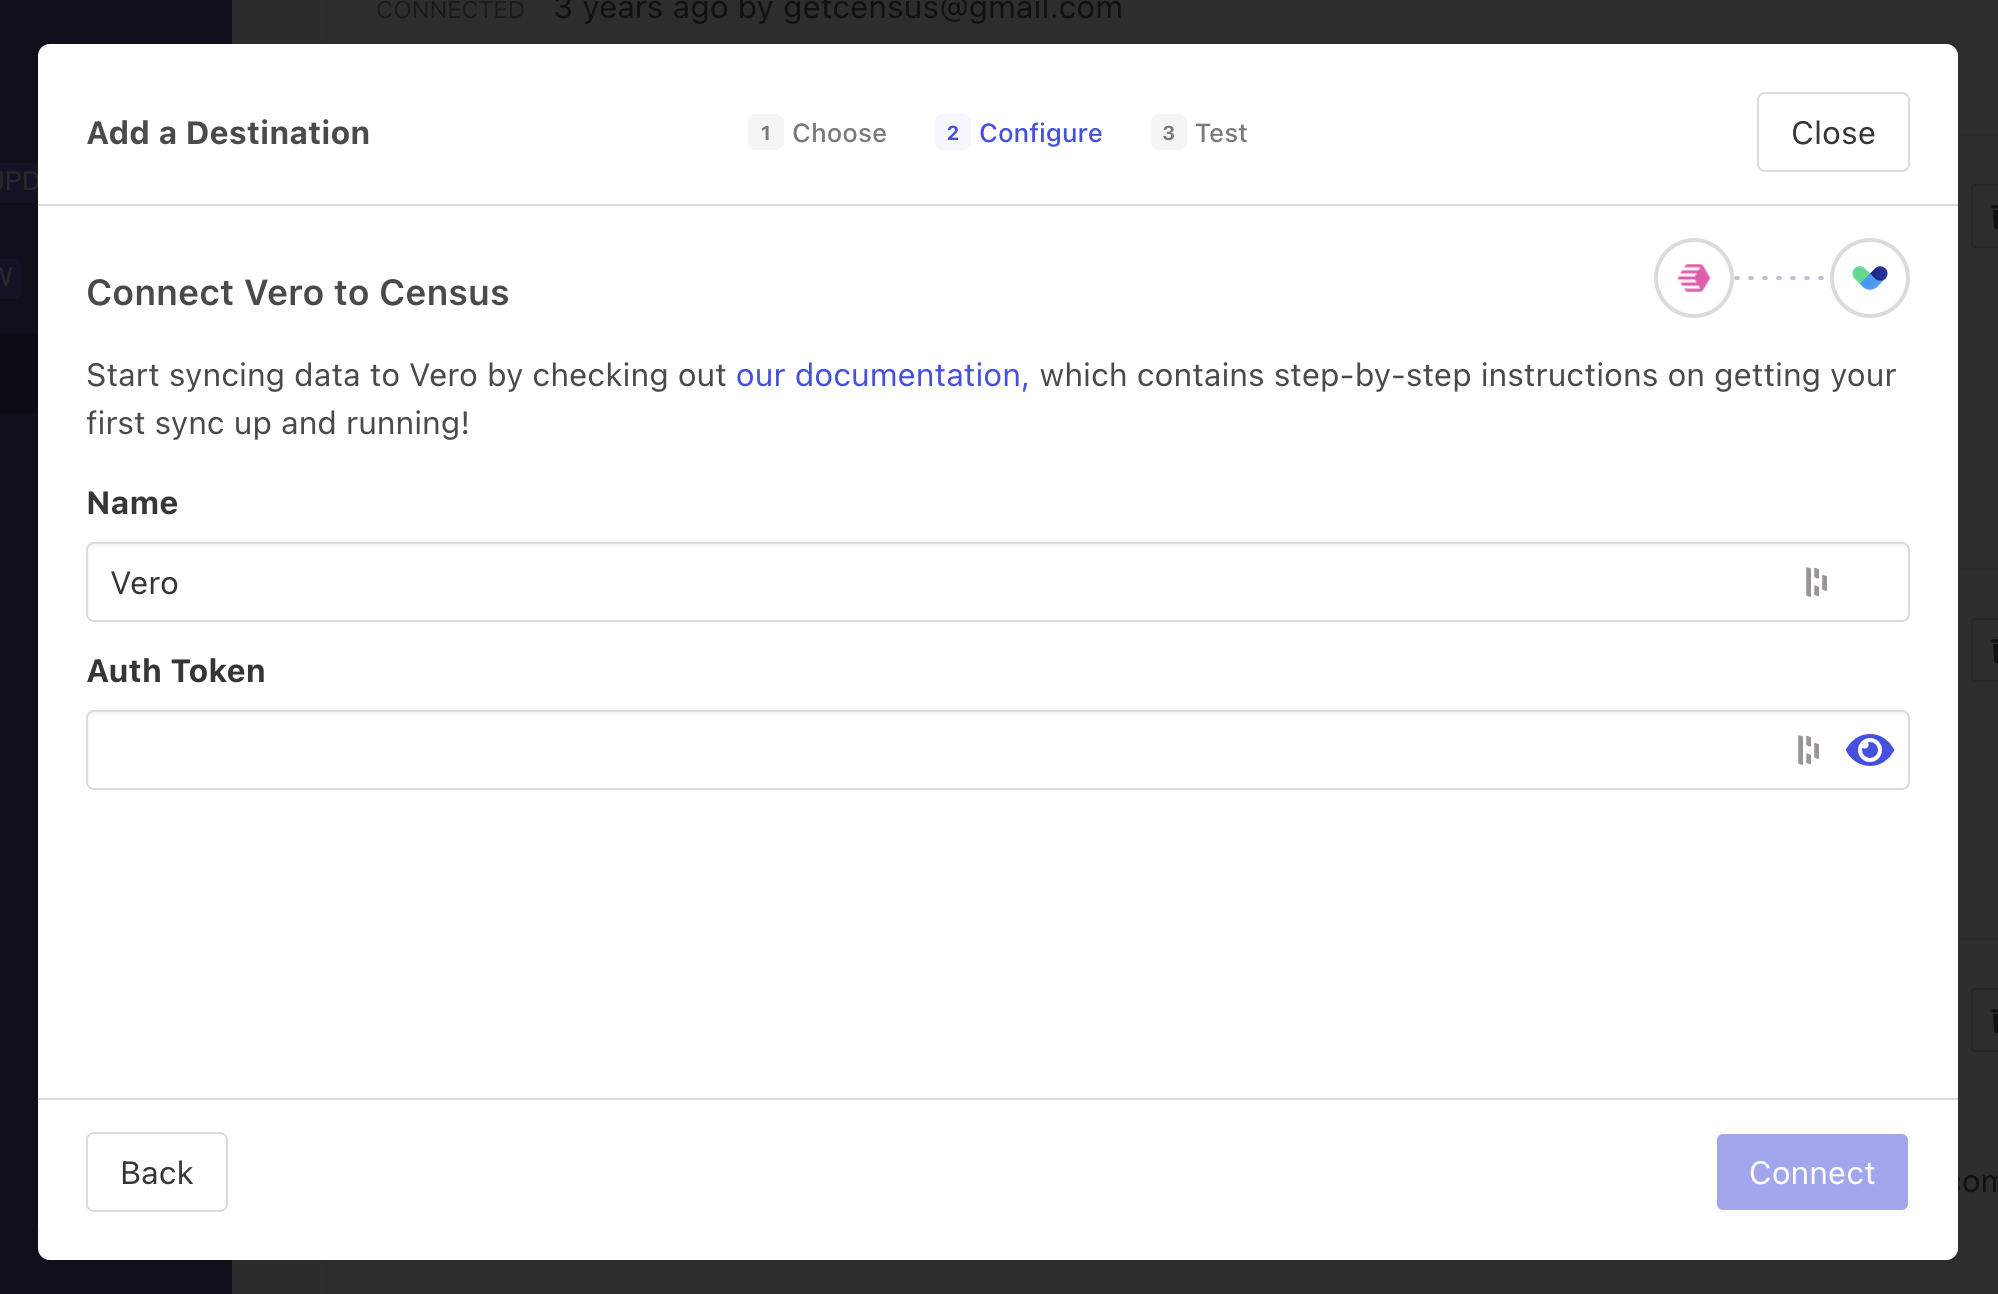 CONNECTED 3 years ago by getcensus@gmail.com
Add a Destination
1 Choose
2 Configure
3 Test
Close
UPD
W
Connect Vero to Census
Start syncing data to Vero by checking out our documentation, which contains step-by-step instructions on getting your
first sync up and running!
Name
Vero
Auth Token
Back
Connect
com